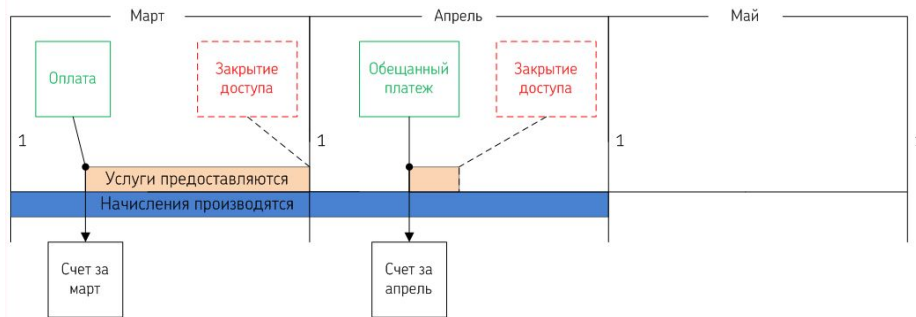 Март
Апрель
Май
Оплата
Закрытие
доступа
Обещанный
платеж
Закрытие
доступа
1
1
1
Услуги предоставляются
Начисления производятся
Счет за
март
Счет за
апрель